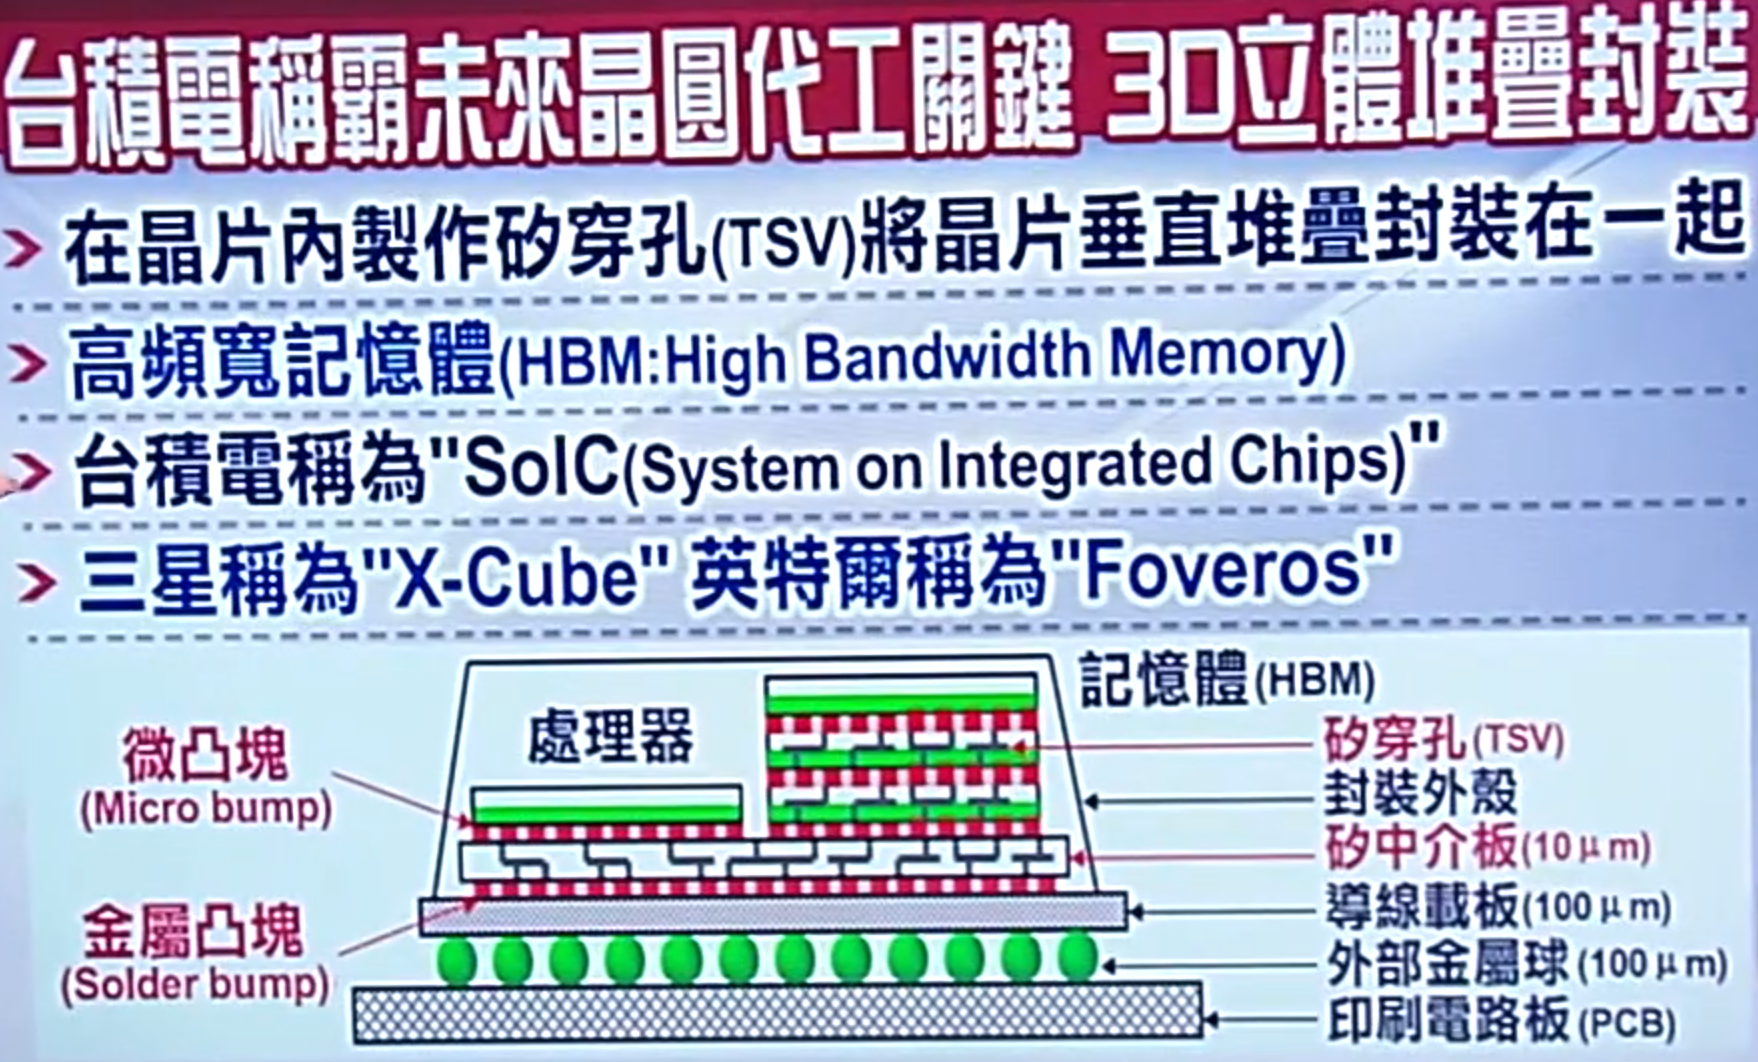 台積電稱霸未來晶圓代工關鍵 3D立體堆疊封裝
在晶片內製作矽穿孔(TSV)將晶片垂直堆疊封裝在一起
高頻寬記憶體(HBM:High Bandwidth Memory)
台積電稱為"SoIC(System on Integrated Chips)"
三星稱為"X-Cube" 英特爾稱為"Foveros"
記憶體(HBM)
處理器
微凸塊
(Micro bump)
矽穿孔(TSV)
封裝外殼
矽中介板(10μm)
金屬凸塊
(Solder bump)
導線載板(100μm)
外部金屬球(100μm)
印刷電路板(PCB)